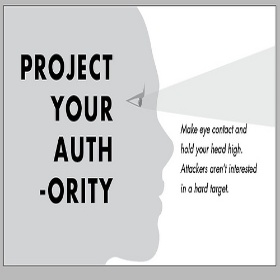 PROJECT
YOUR
AUTH
-ORITY
Make eye contact and
hold your head high.
Attackers aren't interested
in a hard target.